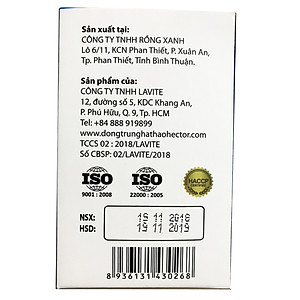 Sản xuất tại:
CÔNG TY TNHH RỒNG XANH
Lô 6/11, KCN Phan Thiết, P. Xuân An,
Tp. Phan Thiết, Tỉnh Bình Thuận.
Sản phẩm của:
CÔNG TY TNHH LAVITE
12, đường số 5, KDC Khang An,
P. Phú Hữu, Q. 9, Tp. HCM
Tel: +84 888 919899
www.dongtrunghathaohector.com
TCCS 02 : 2018/LAVITE
Số CBSP: 02/LAVITE/2018
ISO
9001 : 2008
ISO
22000 : 2005
HACCP
CERTIFIED
NSX: 15 11 2018
HSD: 15 11 2019
8 936131 430268